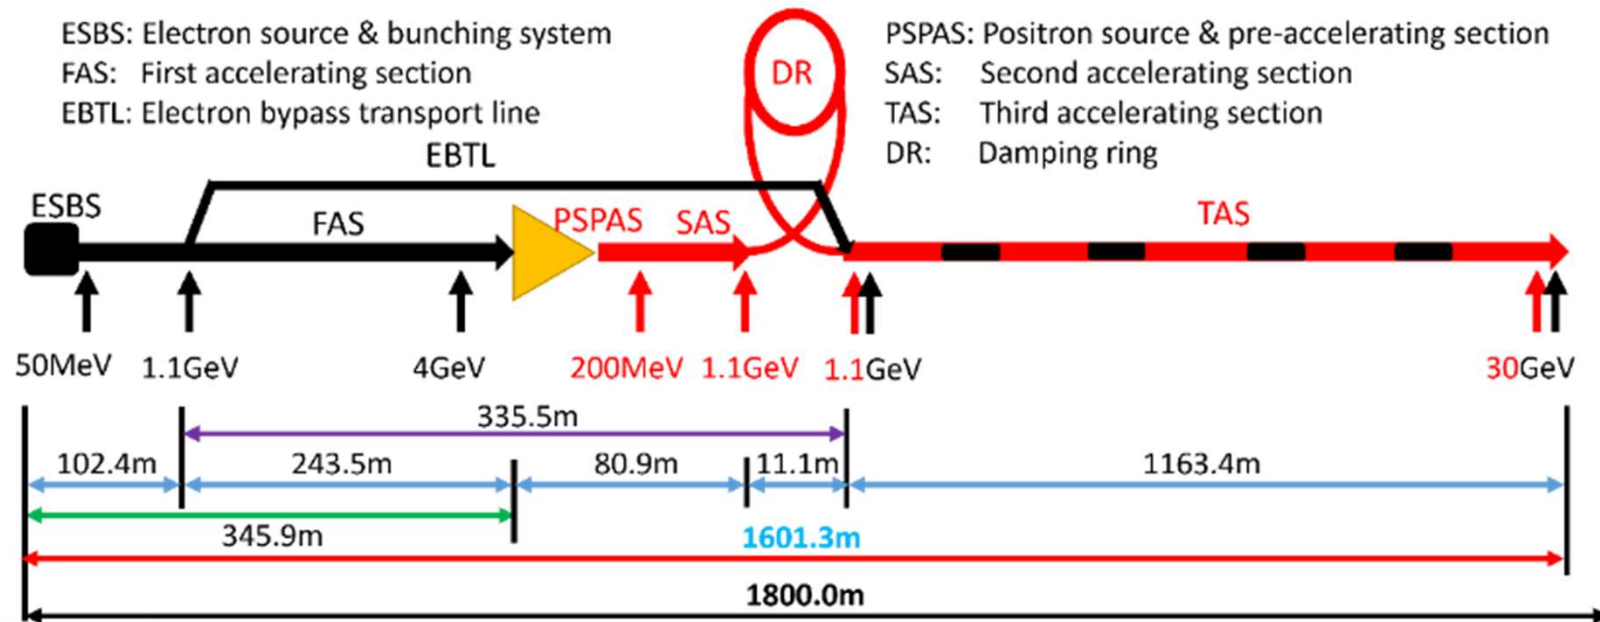 ESBS: Electron source & bunching system
FAS: First accelerating section
EBTL: Electron bypass transport line
PSPAS: Positron source & pre-accelerating section
SAS: Second accelerating section
TAS: Third accelerating section
DR: Damping ring
DR
EBTL
ESBS
FAS
PSPAS
SAS
TAS
50MeV
1.1GeV
4GeV
200MeV
1.1GeV
1.1GeV
30GeV
335.5m
102.4m
243.5m
80.9m
11.1m
1163.4m
345.9m
1601.3m
1800.0m